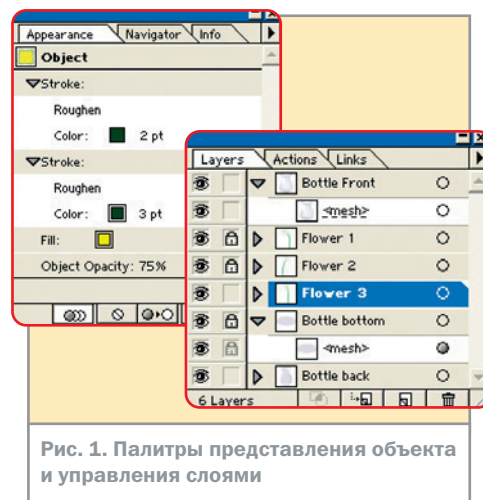 Appearance Navigator Info
Object
Stroke:
Roughen
Color: 2 pt
Stroke:
Roughen
Color: 3 pt
Fill:
Object Opacity: 75%
Layers Actions Links
Bottle Front
<mesh>
Flower 1
Flower 2
Flower 3
Bottle bottom
<mesh>
Bottle back
6 Layers
Рис. 1. Палитры представления объекта
и управления слоями